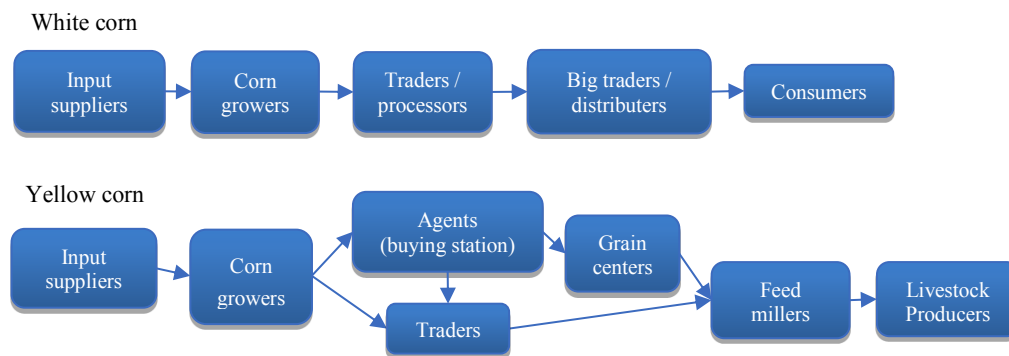 White corn
Input
suppliers
Corn
growers
Traders /
processors
Big traders /
distributers
Consumers
Yellow corn
Input
suppliers
Corn
growers
Agents
(buying station)
Traders
Grain
centers
Feed
millers
Livestock
Producers